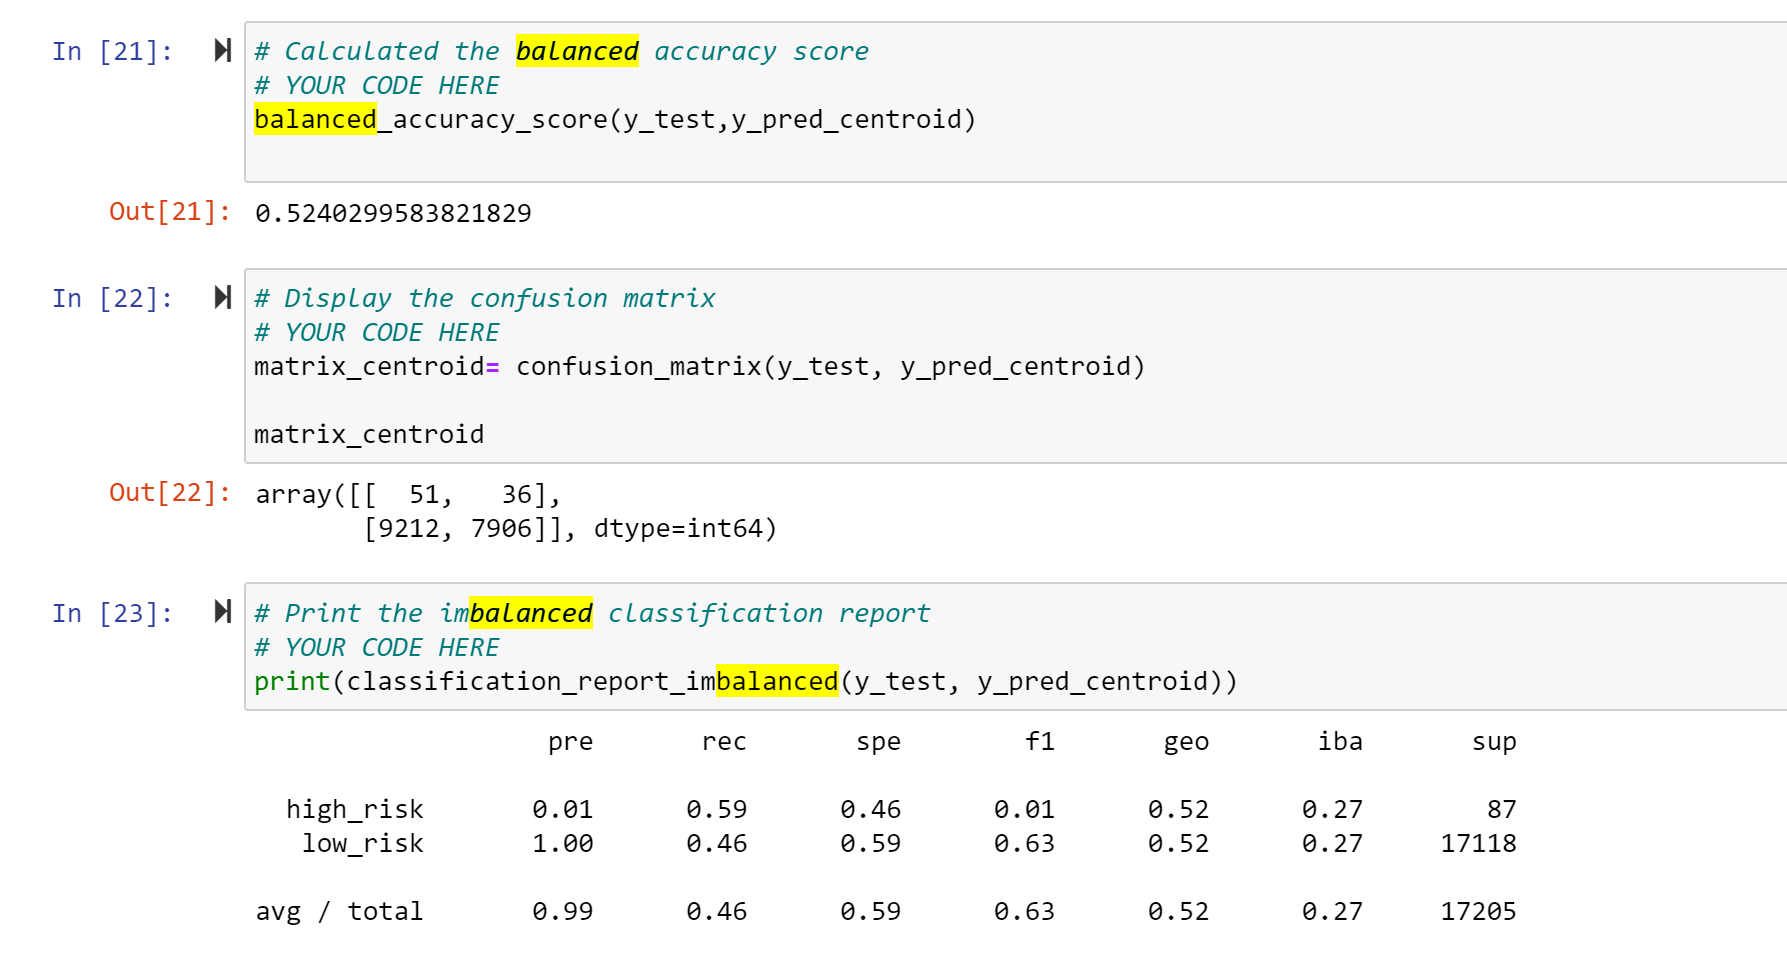 In [21]: # Calculated the balanced accuracy score
# YOUR CODE HERE
balanced_accuracy_score(y_test,y_pred_centroid)
Out[21]: 0.5240299583821829
In [22]: # Display the confusion matrix
# YOUR CODE HERE
matrix_centroid= confusion_matrix(y_test, y_pred_centroid)
matrix_centroid
Out[22]: array([[  51,   36],
       [9212, 7906]], dtype=int64)
In [23]: # Print the imbalanced classification report
# YOUR CODE HERE
print(classification_report_imbalanced(y_test, y_pred_centroid))
pre rec spe f1 geo iba sup
high_risk 0.01 0.59 0.46 0.01 0.52 0.27 87
low_risk 1.00 0.46 0.59 0.63 0.52 0.27 17118
avg / total 0.99 0.46 0.59 0.63 0.52 0.27 17205